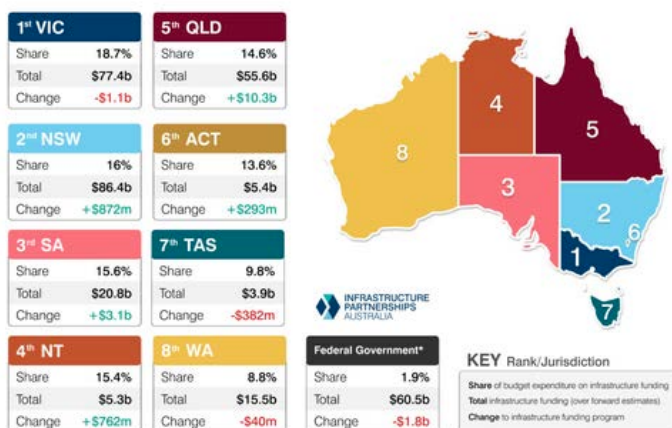 1st VIC
Share 18.7%
Total $77.4b
Change -$1.1b
5th QLD
Share 14.6%
Total $55.6b
Change +$10.3b
2nd NSW
Share 16%
Total $86.4b
Change +$872m
6th ACT
Share 13.6%
Total $5.4b
Change +$293m
3rd SA
Share 15.6%
Total $20.8b
Change +$3.1b
7th TAS
Share 9.8%
Total $3.9b
Change -$382m
4th NT
Share 15.4%
Total $5.3b
Change +$762m
8th WA
Share 8.8%
Total $15.5b
Change -$40m
8
4
5
3
2
6
1
7
INFRASTRUCTURE
PARTNERSHIPS
AUSTRALIA
Federal Government*
Share 1.9%
Total $60.5b
Change -$1.8b
KEY Rank/Jurisdiction
Share of budget expenditure on infrastructure funding
Total infrastructure funding (over forward estimates)
Change to infrastructure funding program